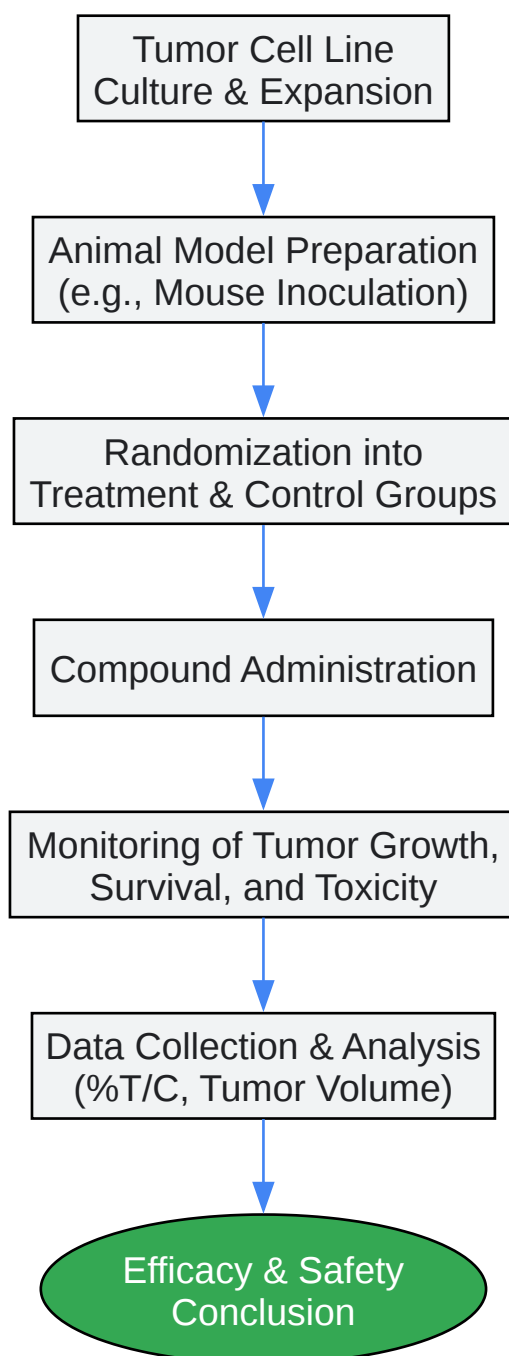 Tumor Cell Line
Culture & Expansion
Animal Model Preparation
(e.g., Mouse Inoculation)
Randomization into
Treatment & Control Groups
Compound Administration
Monitoring of Tumor Growth,
Survival, and Toxicity
Data Collection & Analysis
(%T/C, Tumor Volume)
Efficacy & Safety
Conclusion